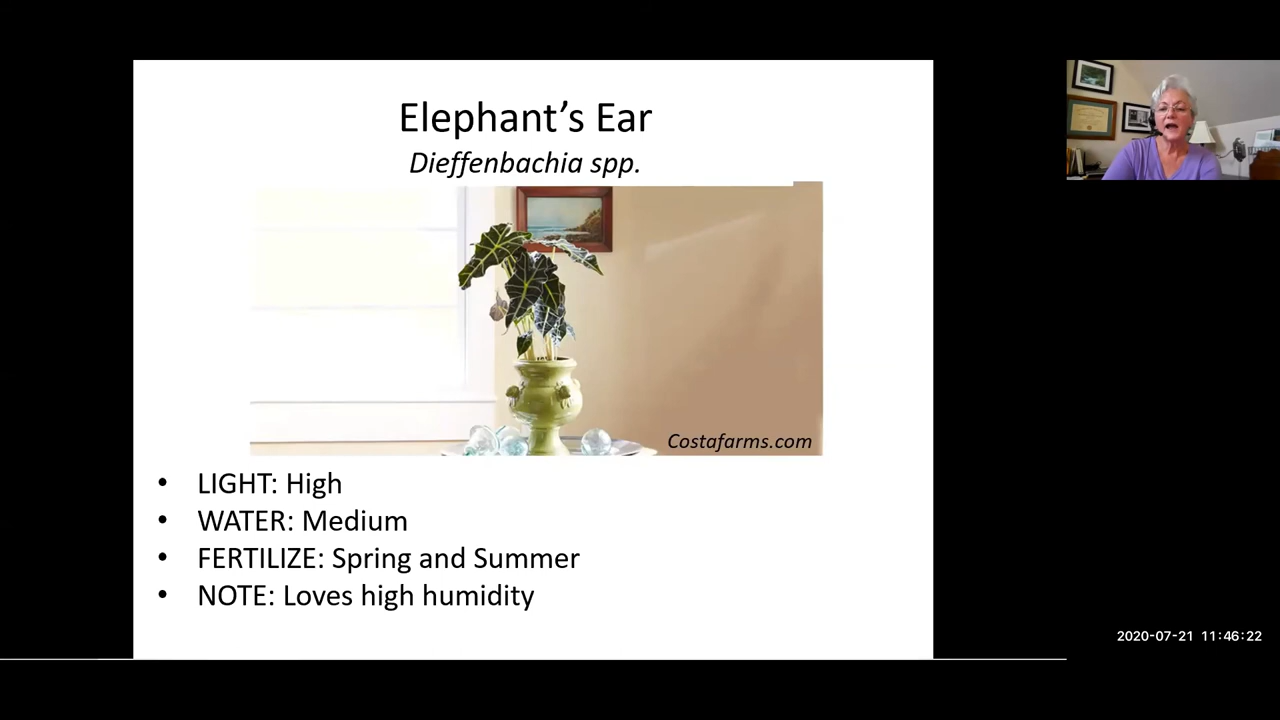 Elephant’s Ear
Dieffenbachia spp.
Costafarms.com
• LIGHT: High
• WATER: Medium
• FERTILIZE: Spring and Summer
• NOTE: Loves high humidity
2020-07-21 11:46:22